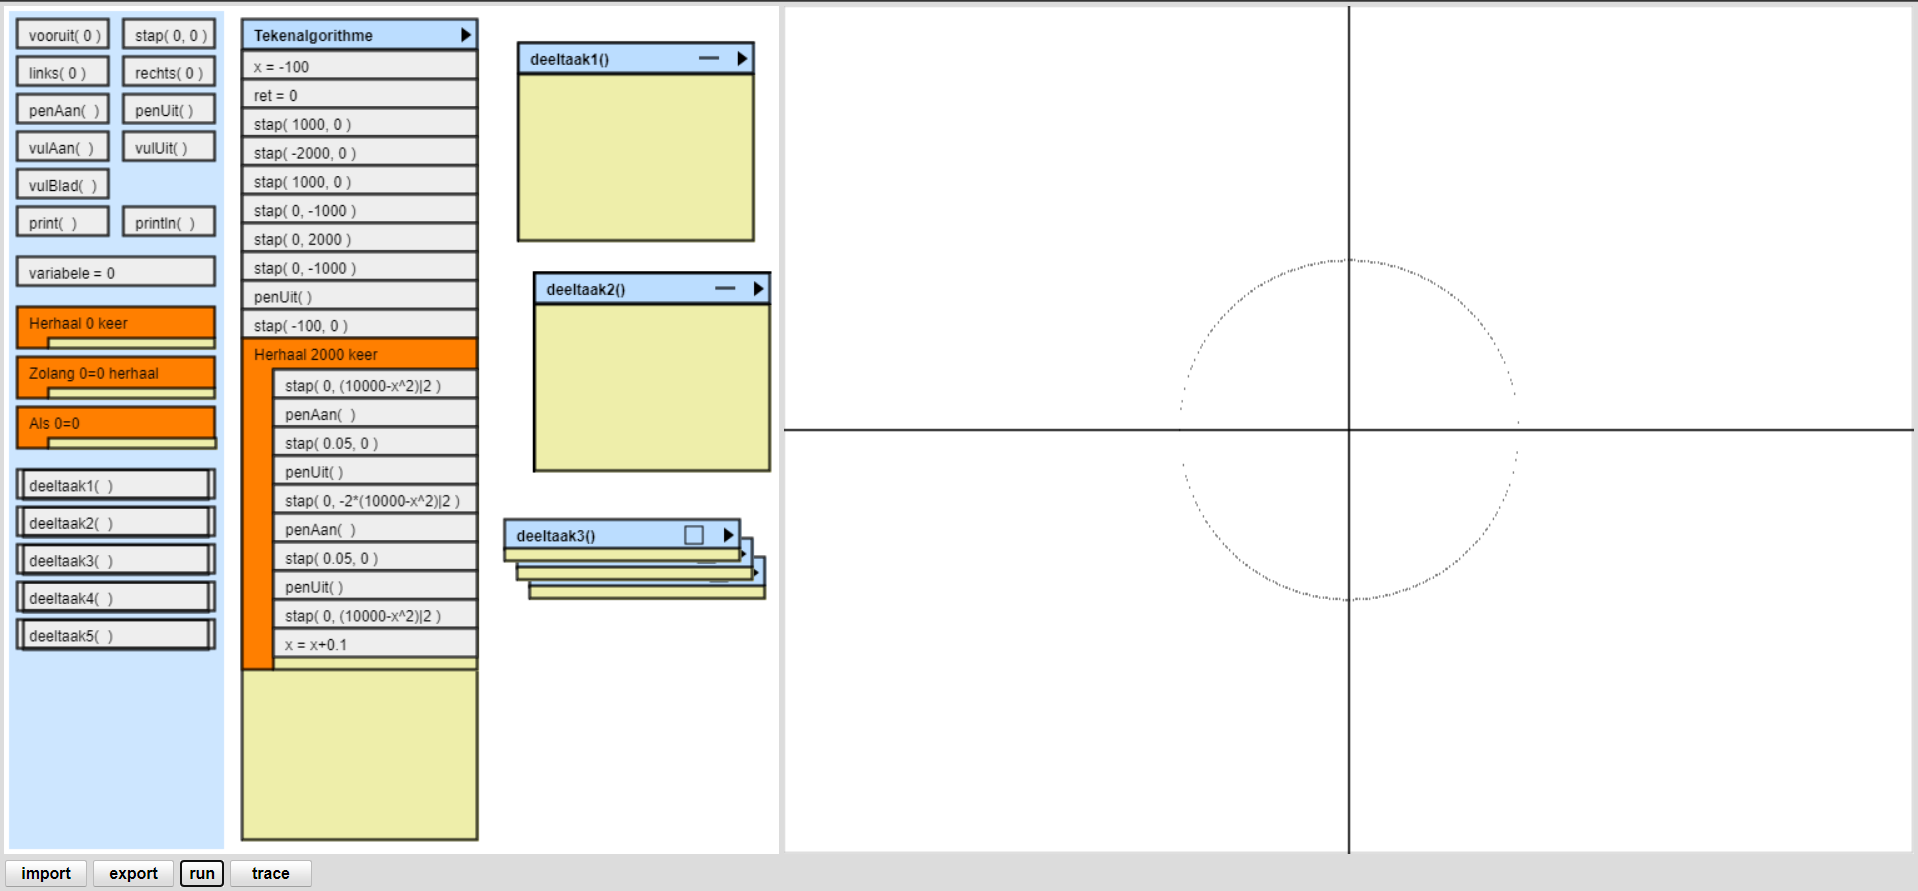 vooruit( 0 )
stap( 0, 0 )
links( 0 )
rechts( 0 )
penAan(  )
penUit( )
vulAan(  )
vulUit( )
vulBlad(  )
print(  )
println(  )
variabele = 0
Herhaal 0 keer
Zolang 0=0 herhaal
Als 0=0
deeltaak1(  )
deeltaak2(  )
deeltaak3(  )
deeltaak4(  )
deeltaak5(  )
Tekenalgorithme
x = -100
ret = 0
stap( 1000, 0 )
stap( -2000, 0 )
stap( 1000, 0 )
stap( 0, -1000 )
stap( 0, 2000 )
stap( 0, -1000 )
penUit( )
stap( -100, 0 )
Herhaal 2000 keer
stap( 0, (10000-x^2)|2 )
penAan(  )
stap( 0.05, 0 )
penUit( )
stap( 0, -2*(10000-x^2)|2 )
penAan(  )
stap( 0.05, 0 )
penUit( )
stap( 0, (10000-x^2)|2 )
x = x+0.1
deeltaak1()
deeltaak2()
deeltaak3()
import
export
run
trace